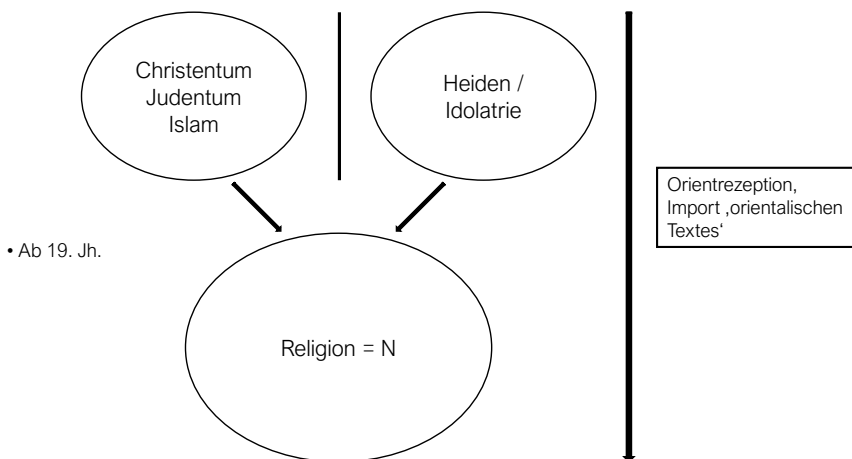 Christentum
Judentum
Islam
Heiden /
Idolatrie
Orientrezeption,
Import ‚orientalischen
Textes‘
• Ab 19. Jh.
Religion = N